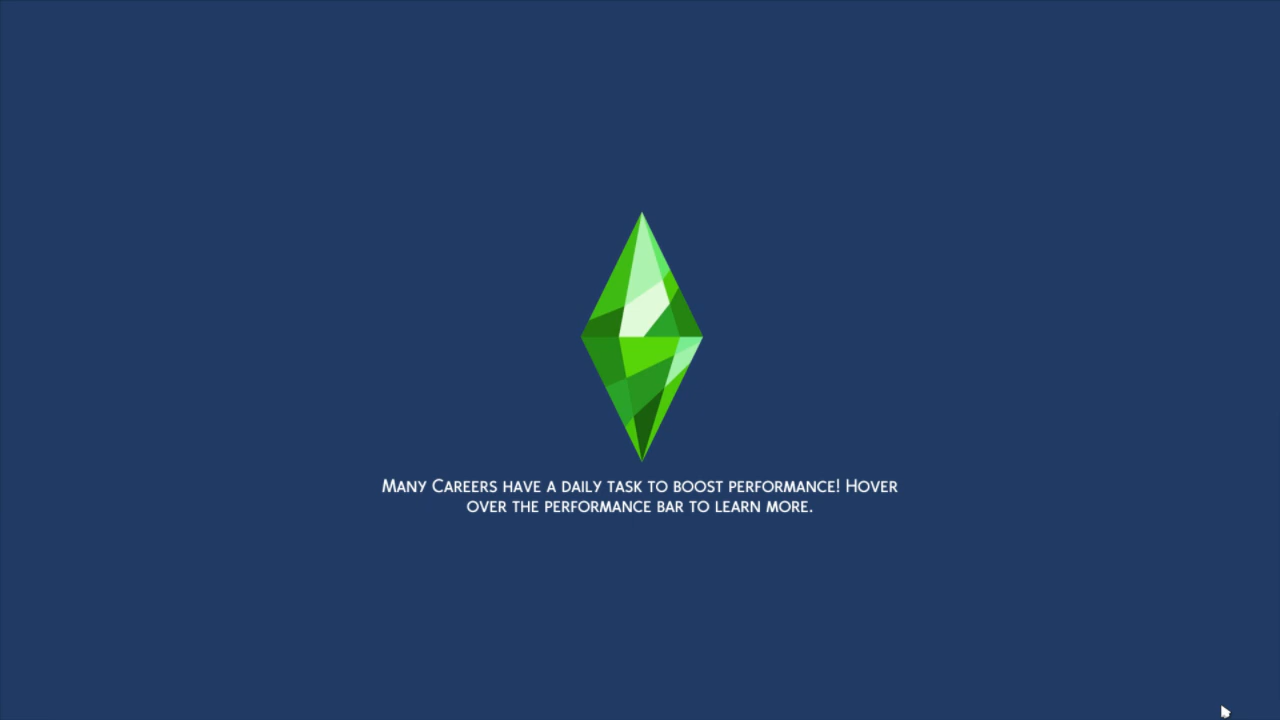 Many Careers have a daily task to boost performance! Hover
over the performance bar to learn more.